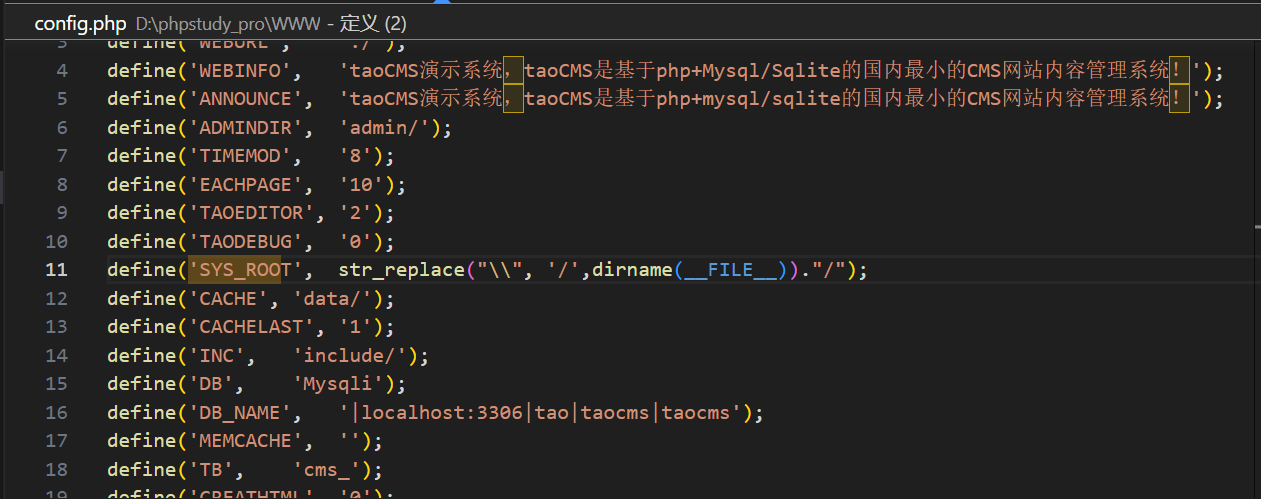 config.php D:\phpstudy_pro\WWW - 定义 (2)
3 define('WEBURL', './');
4 define('WEBINFO', 'taoCMS演示系统，taoCMS是基于php+Mysql/Sqlite的国内最小的CMS网站内容管理系统！');
5 define('ANNOUNCE', 'taoCMS演示系统，taoCMS是基于php+mysql/sqlite的国内最小的CMS网站内容管理系统！');
6 define('ADMINDIR', 'admin/');
7 define('TIMEMOD', '8');
8 define('EACHPAGE', '10');
9 define('TAOEDITOR', '2');
10 define('TAODEBUG', '0');
11 define('SYS_ROOT', str_replace("\\", '/',dirname(__FILE__))."/");
12 define('CACHE', 'data/');
13 define('CACHELAST', '1');
14 define('INC', 'include/');
15 define('DB', 'Mysqli');
16 define('DB_NAME', '|localhost:3306|tao|taocms|taocms');
17 define('MEMCACHE', '');
18 define('TB', 'cms_');
19 define('CREATHTML', '0');